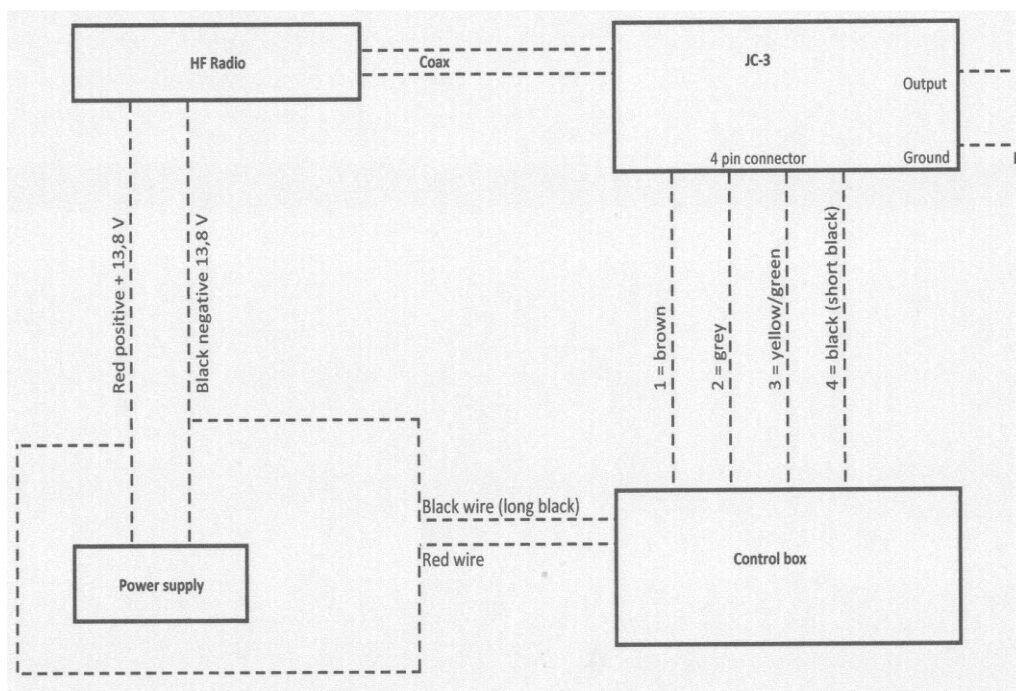 HF Radio
Coax
JC-3
Output
4 pin connector
Ground
Red positive + 13,8 V
Black negative 13,8 V
1 = brown
2 = grey
3 = yellow/green
4 = black (short black)
Black wire (long black)
Red wire
Power supply
Control box